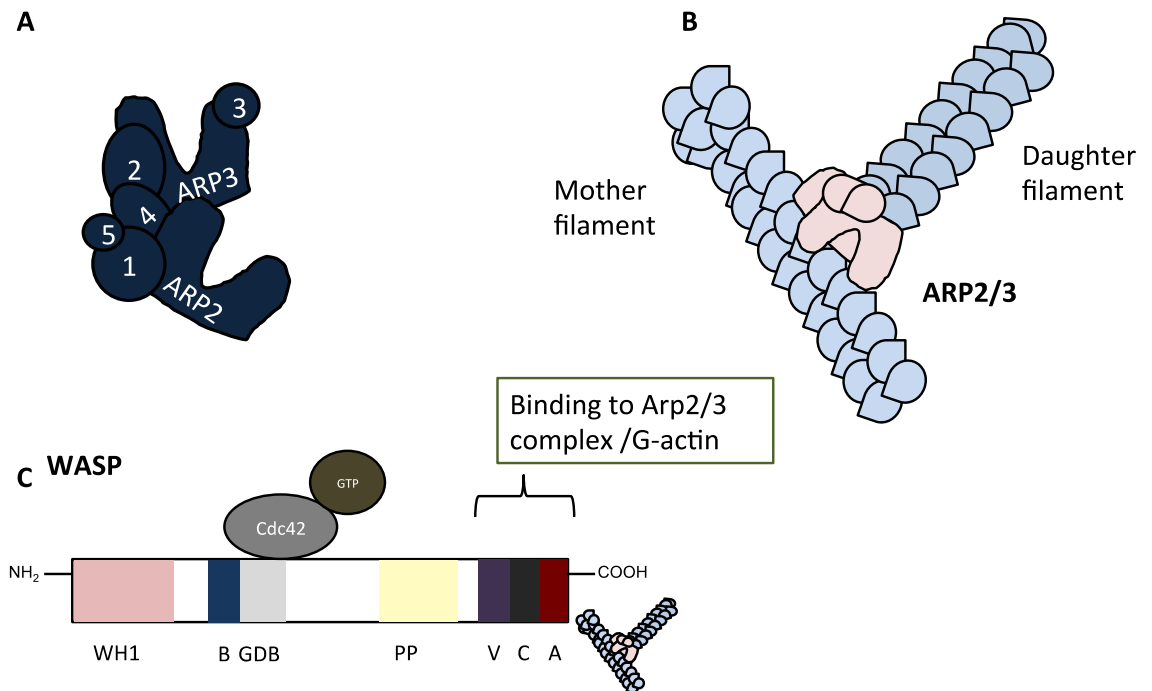 A
3
2
ARP3
4
5
1
ARP2
B
Mother
filament
Daughter
filament
ARP2/3
Binding to Arp2/3
complex /G-actin
C
WASP
GTP
Cdc42
NH2
COOH
WH1
B
GDB
PP
V
C
A